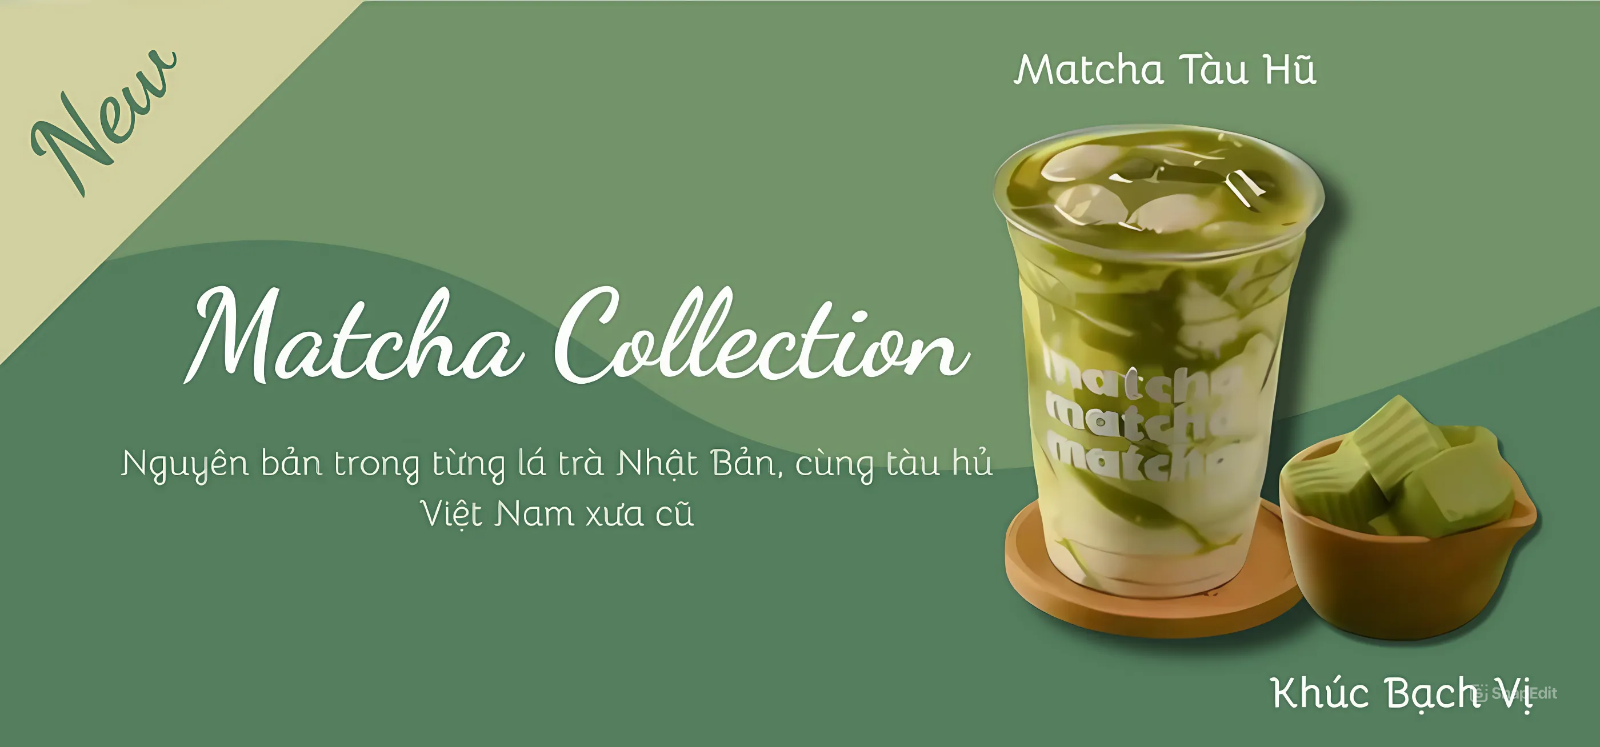 New
Matcha Tàu Hũ
Matcha Collection
matcha
matcha
matcha
Nguyên bản trong từng lá trà Nhật Bản, cùng tàu hủ
Việt Nam xưa cũ
Khúc Bạch Vị
SnapEdit